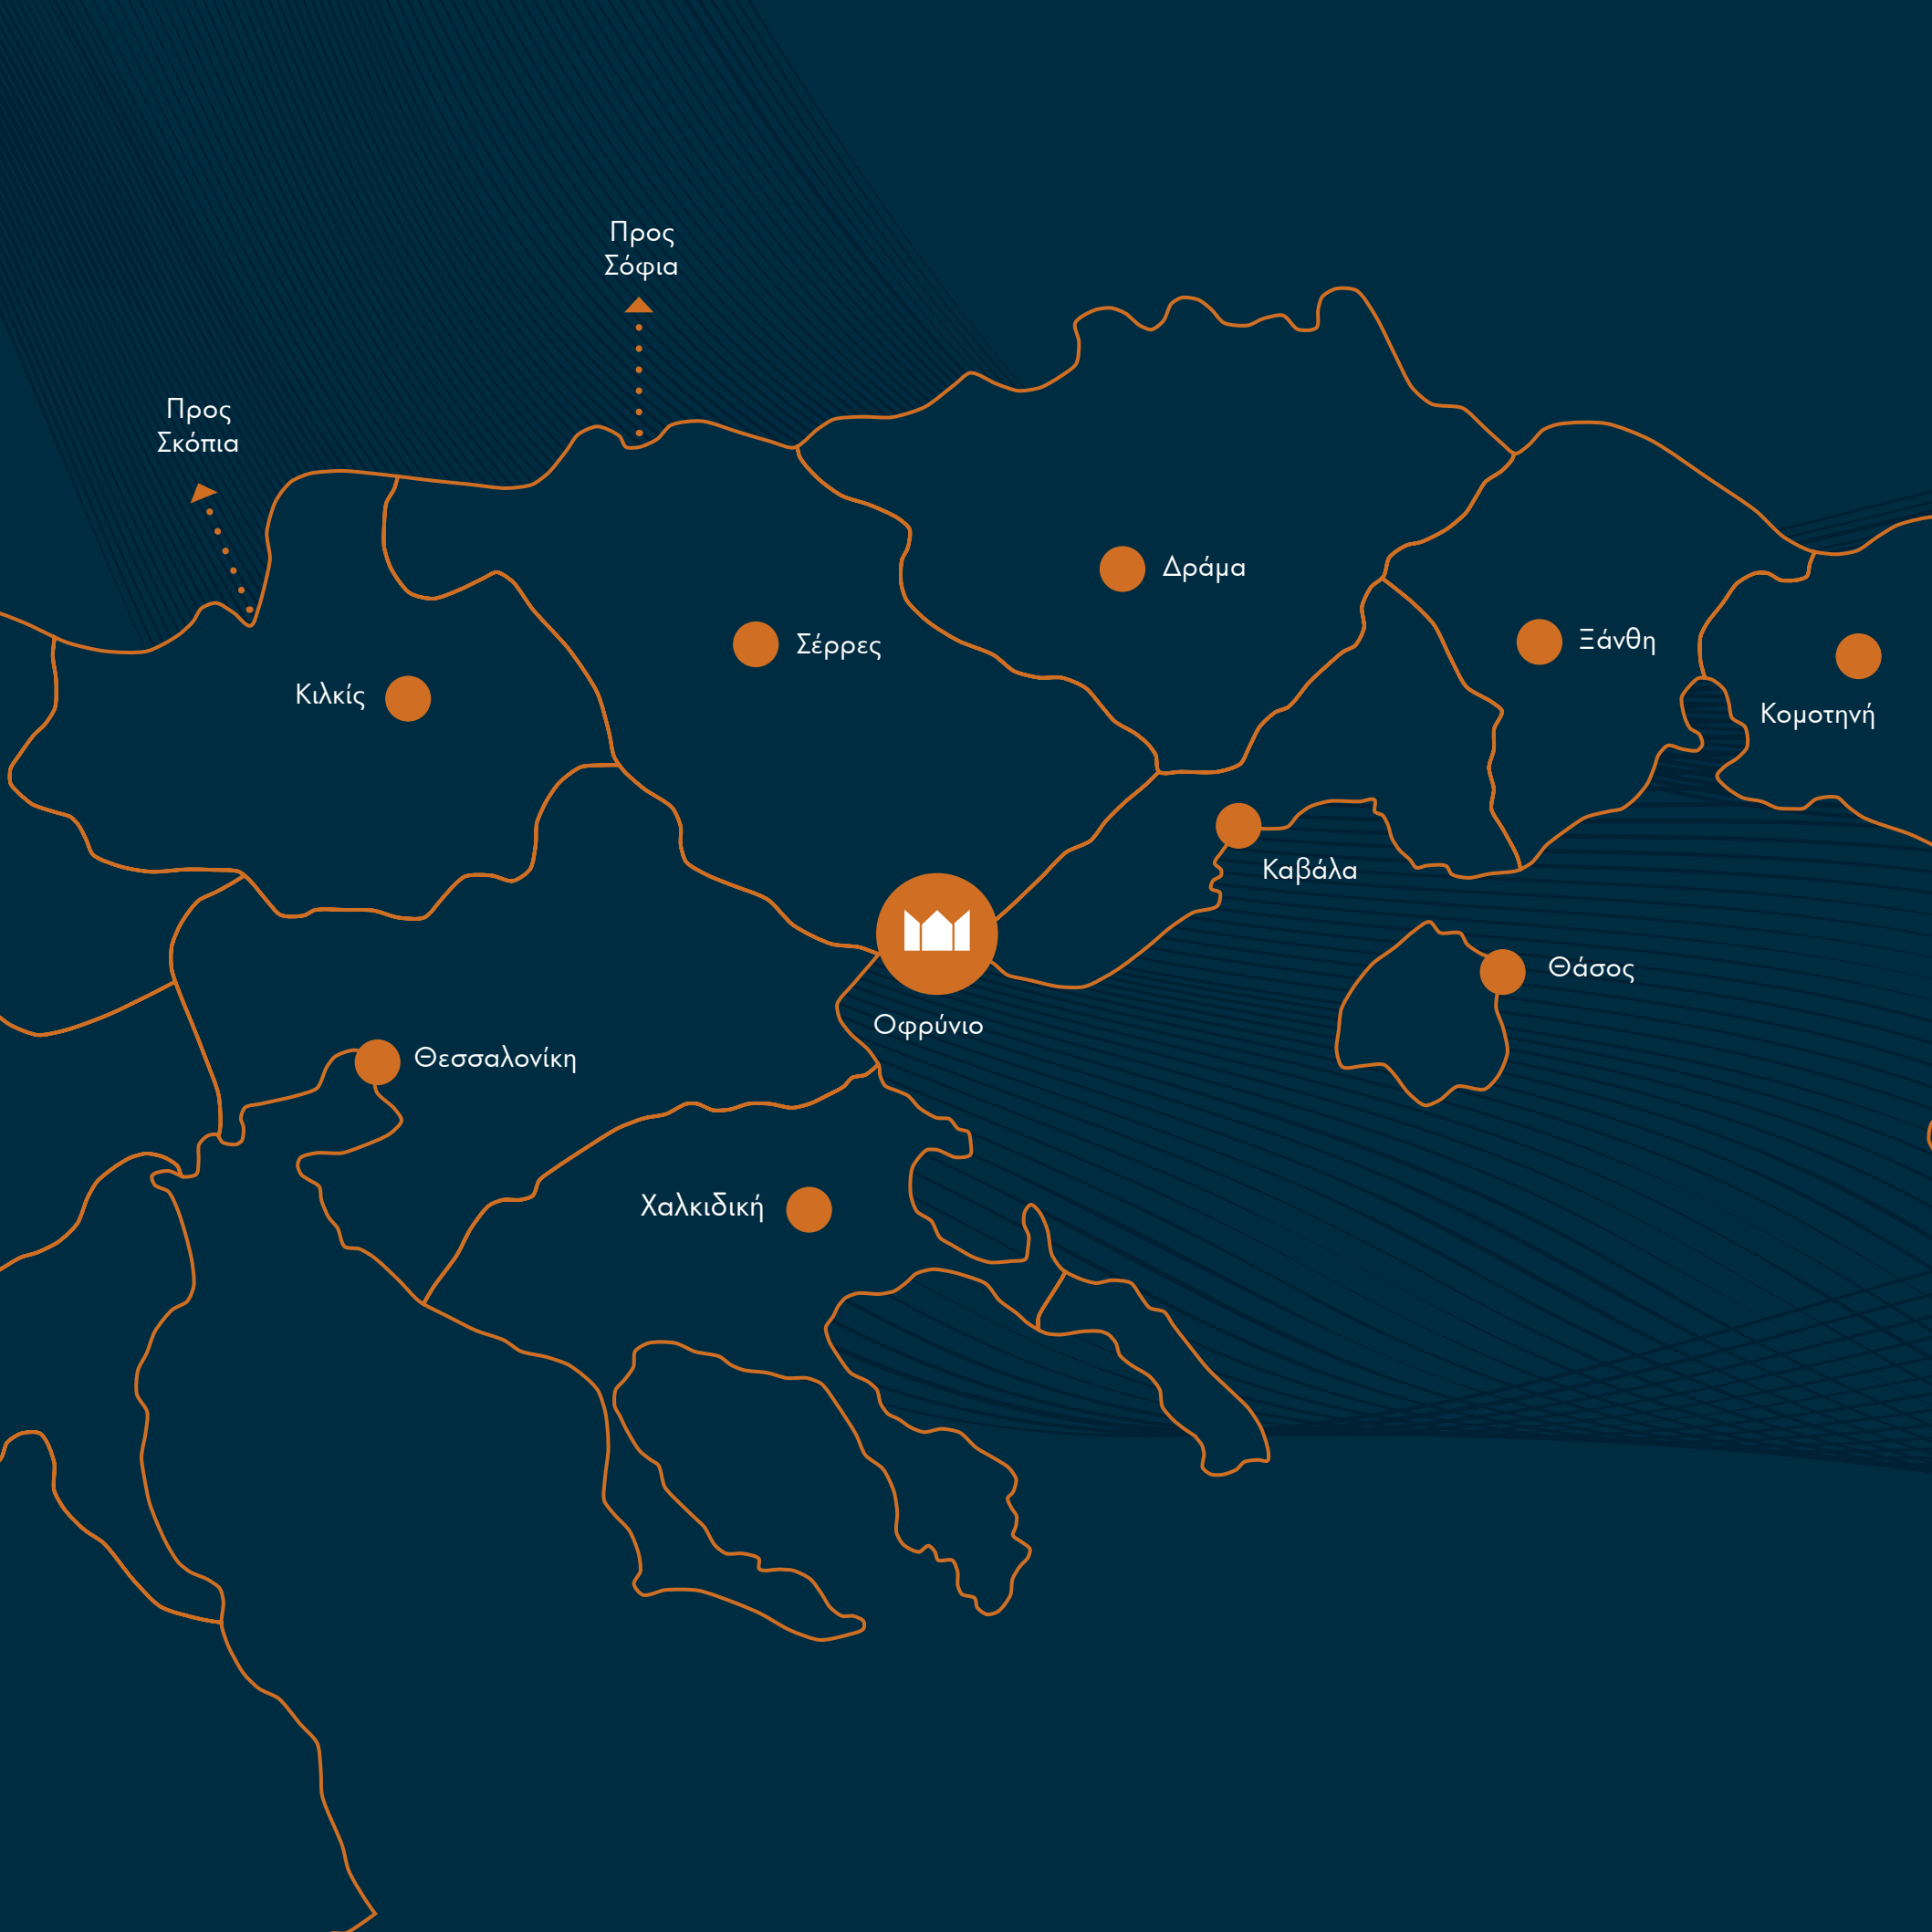 Προς
Σόφια
Προς
Σκόπια
Δράμα
Σέρρες
Ξάνθη
Κιλκίς
Κομοτηνή
Καβάλα
Θάσος
Οφρύνιο
Θεσσαλονίκη
Χαλκιδική